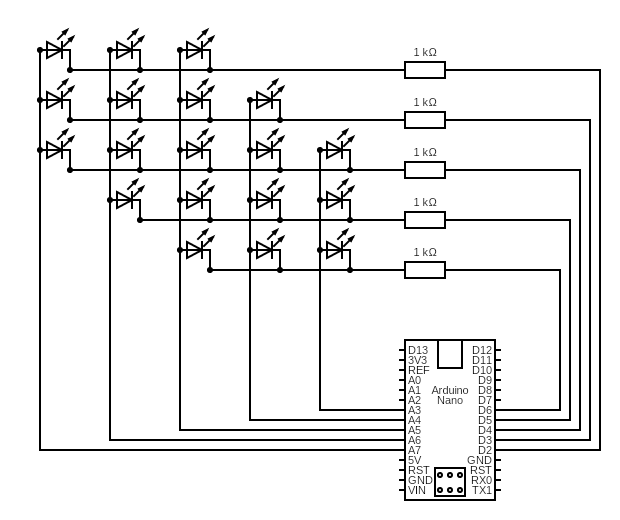 1 kΩ
1 kΩ
1 kΩ
1 kΩ
1 kΩ
D13 D12
3V3 D11
REF D10
A0 D9
A1 Arduino D8
A2 Nano D7
A3 D6
A4 D5
A5 D4
A6 D3
A7 D2
5V GND
RST RST
GND RX0
VIN TX1